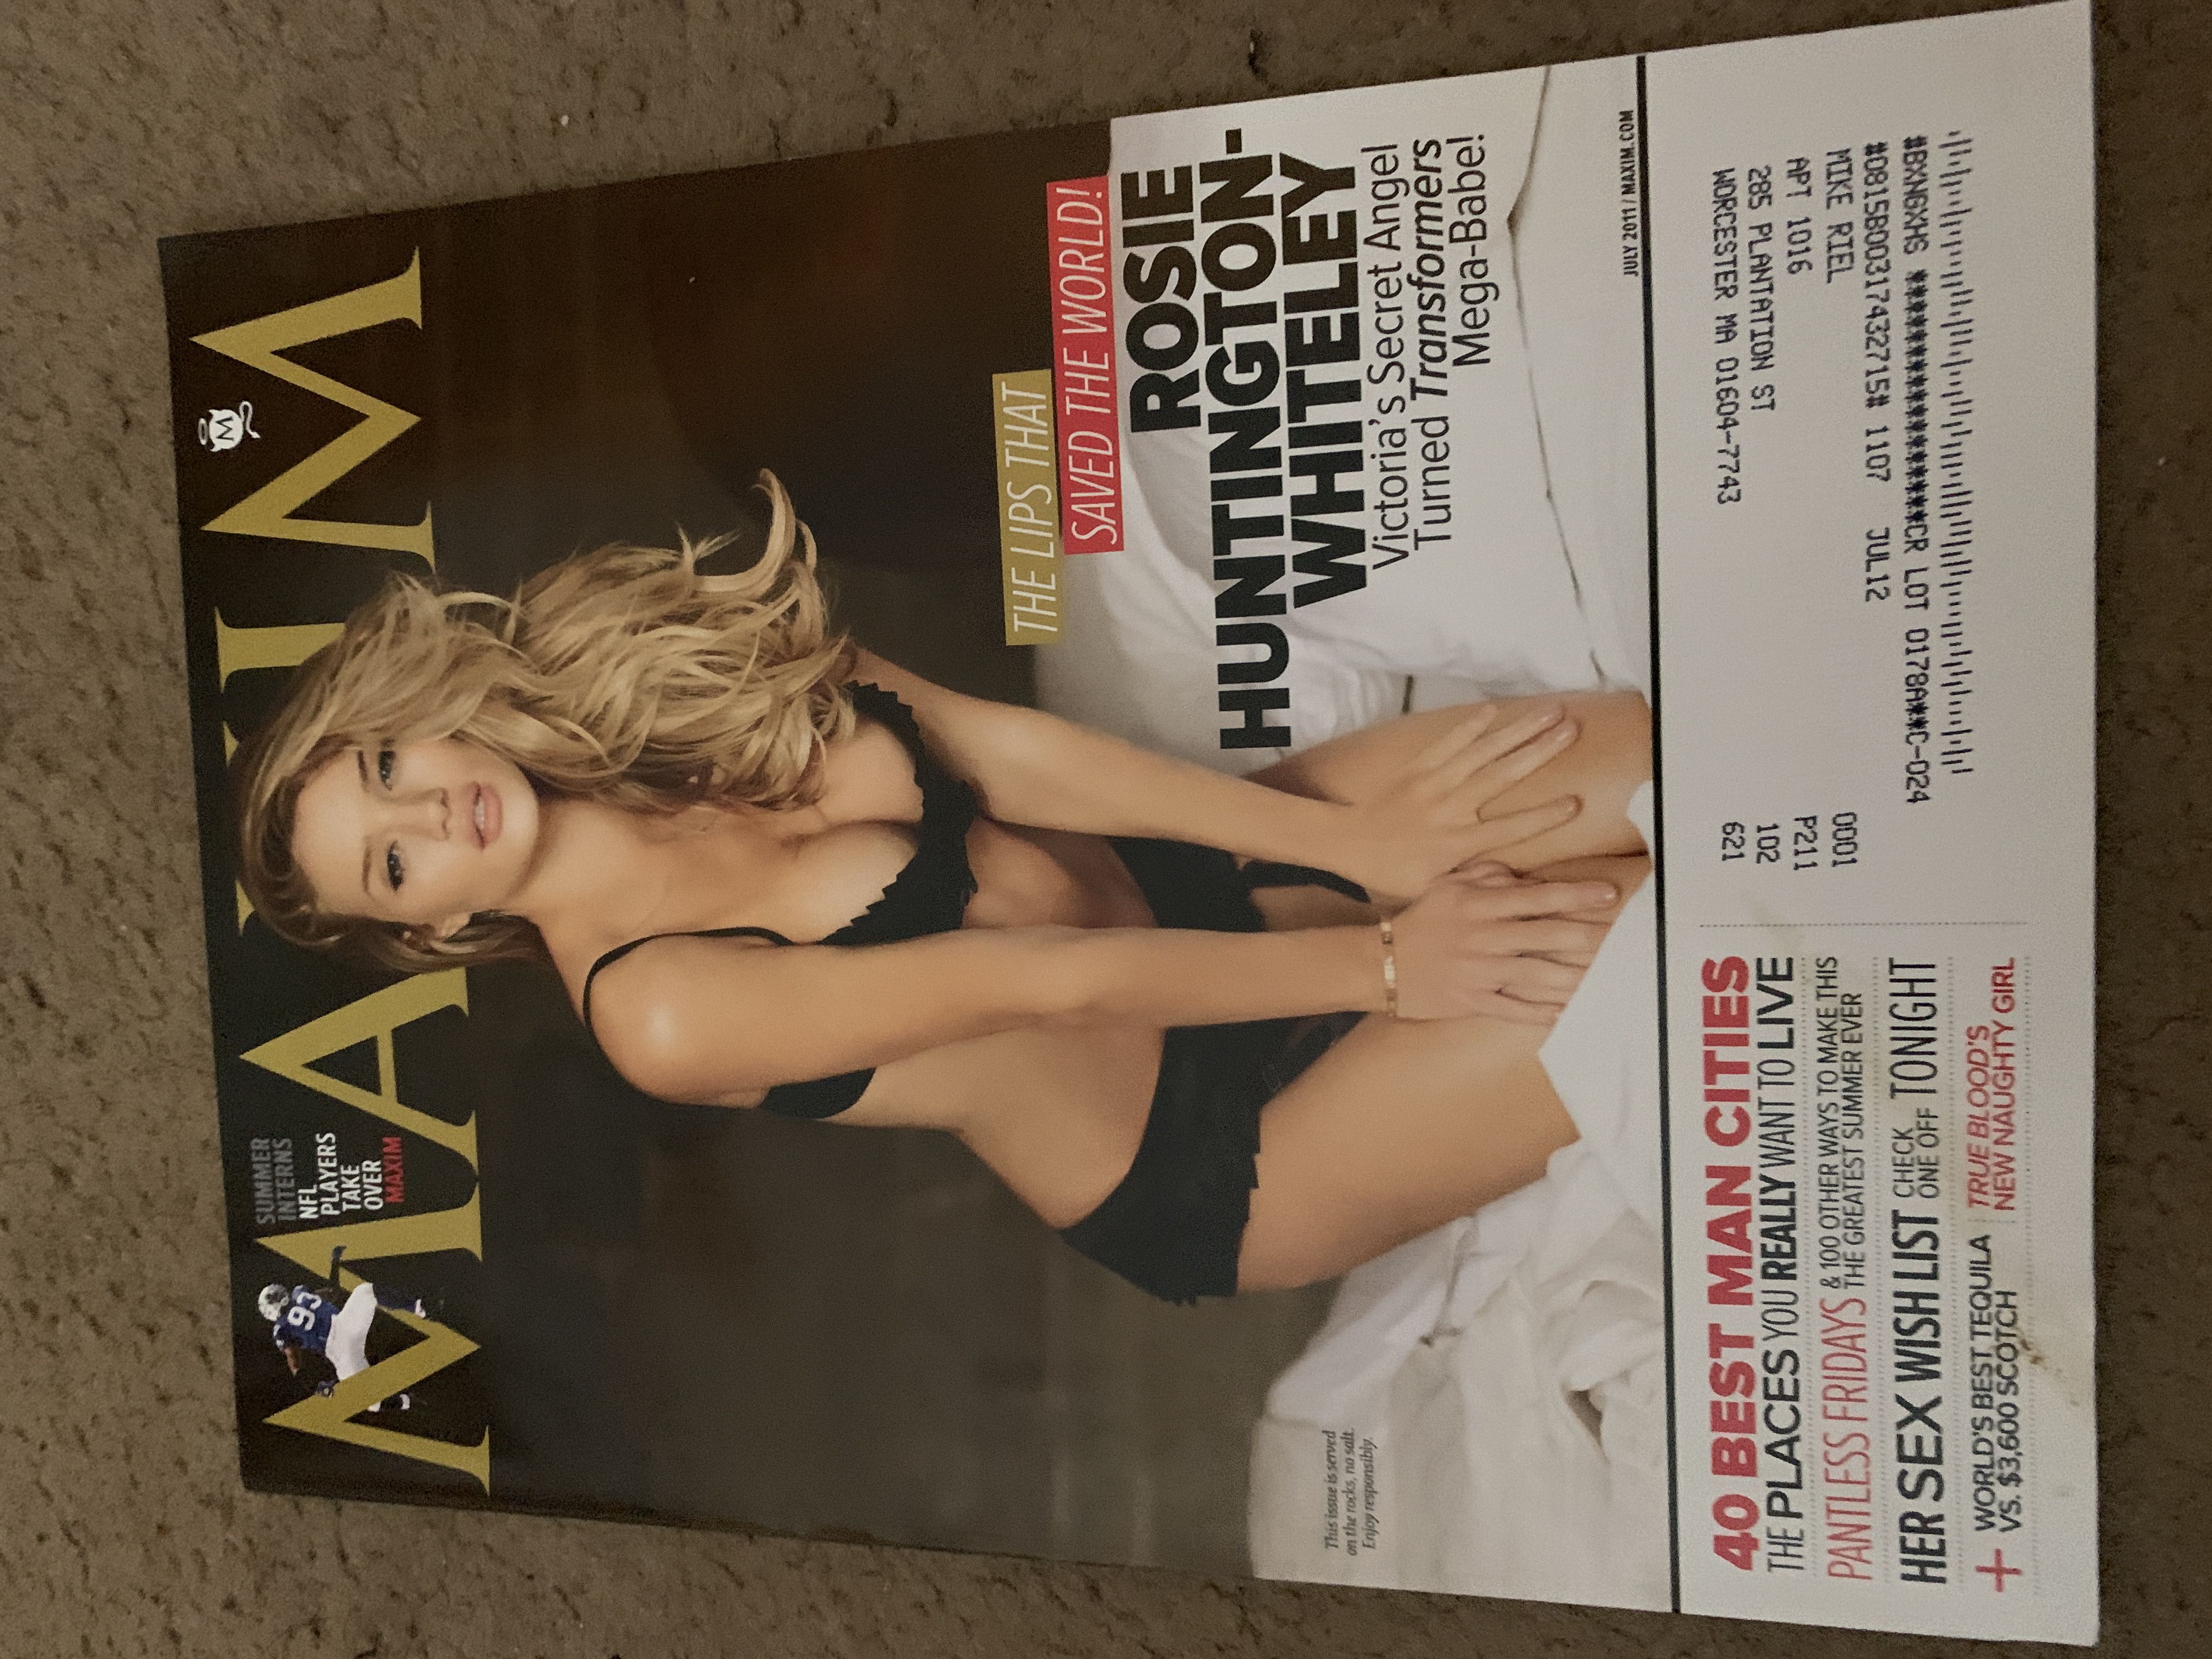 MAXIM
M
SUMMER
INTERNS
NFL
PLAYERS
TAKE
OVER
MAXIM
93
THE LIPS THAT
SAVED THE WORLD!
ROSIE
HUNTINGTON-
WHITELEY
Victoria's Secret Angel
Turned Transformers
Mega-Babe!
This issue is served
on the rocks, no salt.
Enjoy responsibly.
JULY 2011 / MAXIM.COM
40 BEST MAN CITIES
THE PLACES YOU REALLY WANT TO LIVE
PANTLESS FRIDAYS & 100 OTHER WAYS TO MAKE THIS
THE GREATEST SUMMER EVER
HER SEX WISH LIST CHECK
ONE OFF TONIGHT
+ WORLD'S BEST TEQUILA
VS. $3,600 SCOTCH
TRUE BLOOD'S
NEW NAUGHTY GIRL
#BXNGXHG ******************CR LOT 0178A**C-024
#0815B00317432715# 1107 JUL12
MIKE RIEL
APT 1016
285 PLANTATION ST
WORCESTER MA 01604-7743
0001
P211
102
621